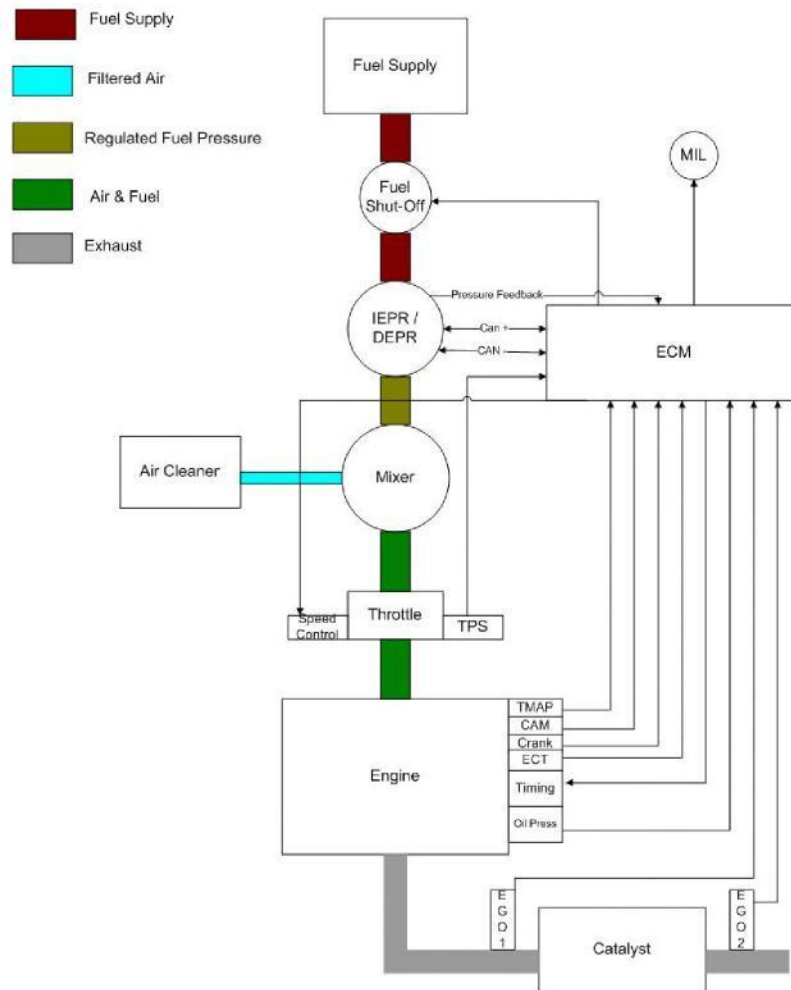 Fuel Supply
Filtered Air
Regulated Fuel Pressure
Air & Fuel
Exhaust
Fuel Supply
Fuel
Shut-Off
MIL
IEPR /
DEPR
Pressure Feedback
Can +
CAN -
ECM
Air Cleaner
Mixer
Speed
Control
Throttle
TPS
Engine
TMAP
CAM
Crank
ECT
Timing
Oil Press
E
G
O
1
Catalyst
E
G
O
2